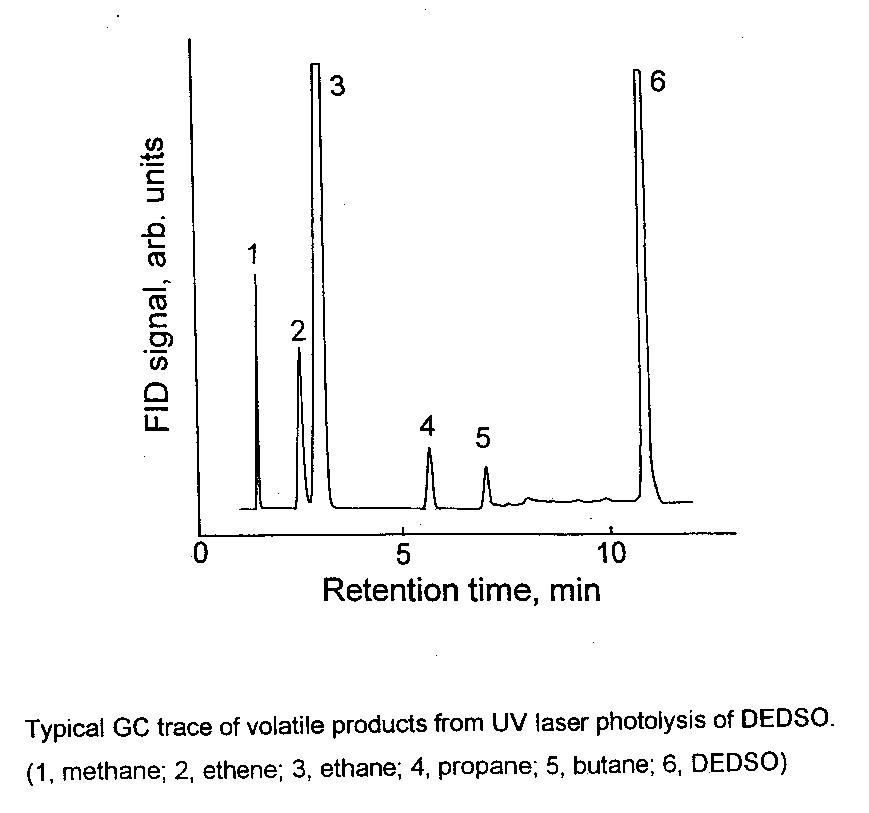 3
6
FID signal, arb. units
1
2
4
5
0
5
10
Retention time, min
Typical GC trace of volatile products from UV laser photolysis of DEDSO.
(1, methane; 2, ethene; 3, ethane; 4, propane; 5, butane; 6, DEDSO)